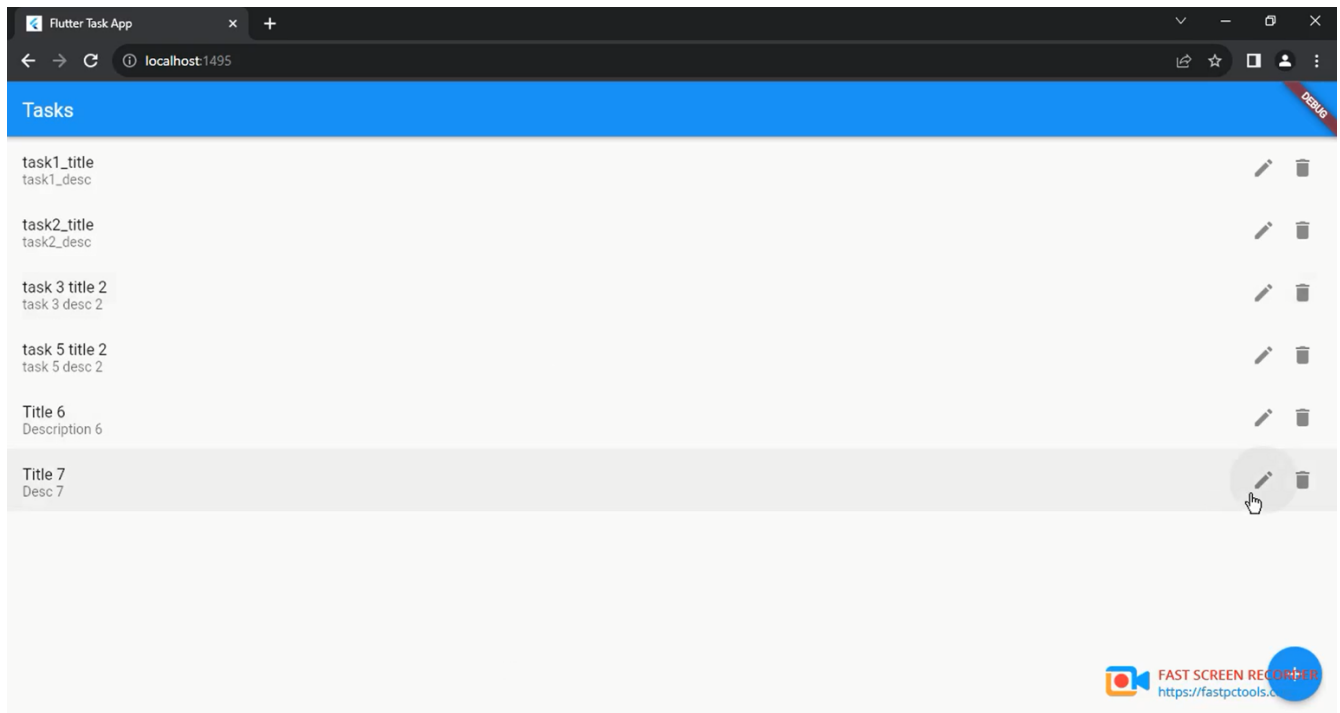 Flutter Task App
localhost:1495
Tasks
DEBUG
task1_title
task1_desc
task2_title
task2_desc
task 3 title 2
task 3 desc 2
task 5 title 2
task 5 desc 2
Title 6
Description 6
Title 7
Desc 7
FAST SCREEN RECORDER
https://fastpctools.c